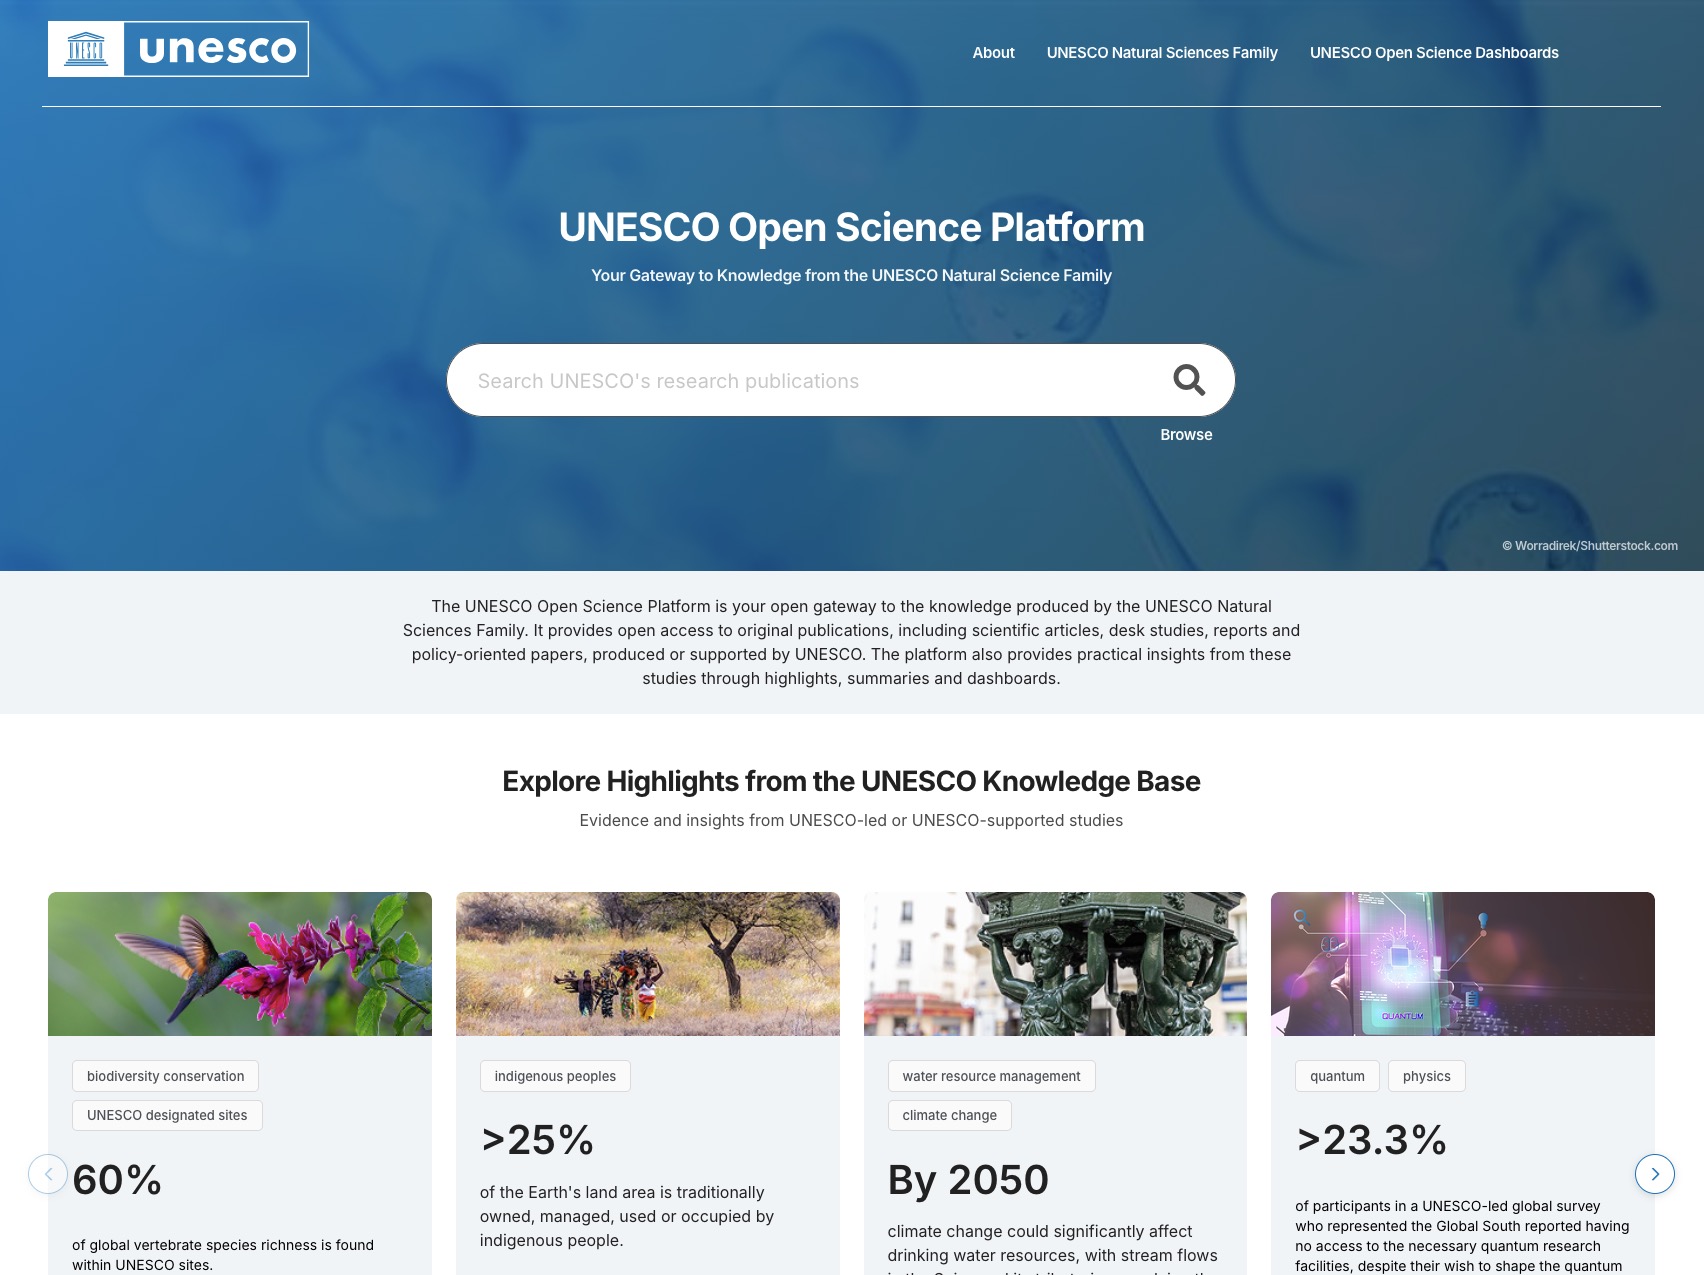 unesco
About
UNESCO Natural Sciences Family
UNESCO Open Science Dashboards
UNESCO Open Science Platform
Your Gateway to Knowledge from the UNESCO Natural Science Family
Search UNESCO's research publications
Browse
© Worradirek/Shutterstock.com
The UNESCO Open Science Platform is your open gateway to the knowledge produced by the UNESCO Natural
Sciences Family. It provides open access to original publications, including scientific articles, desk studies, reports and
policy-oriented papers, produced or supported by UNESCO. The platform also provides practical insights from these
studies through highlights, summaries and dashboards.
Explore Highlights from the UNESCO Knowledge Base
Evidence and insights from UNESCO-led or UNESCO-supported studies
biodiversity conservation
UNESCO designated sites
60%
of global vertebrate species richness is found
within UNESCO sites.
indigenous peoples
>25%
of the Earth's land area is traditionally
owned, managed, used or occupied by
indigenous people.
water resource management
climate change
By 2050
climate change could significantly affect
drinking water resources, with stream flows
QUANTUM
quantum
physics
>23.3%
of participants in a UNESCO-led global survey
who represented the Global South reported having
no access to the necessary quantum research
facilities, despite their wish to shape the quantum